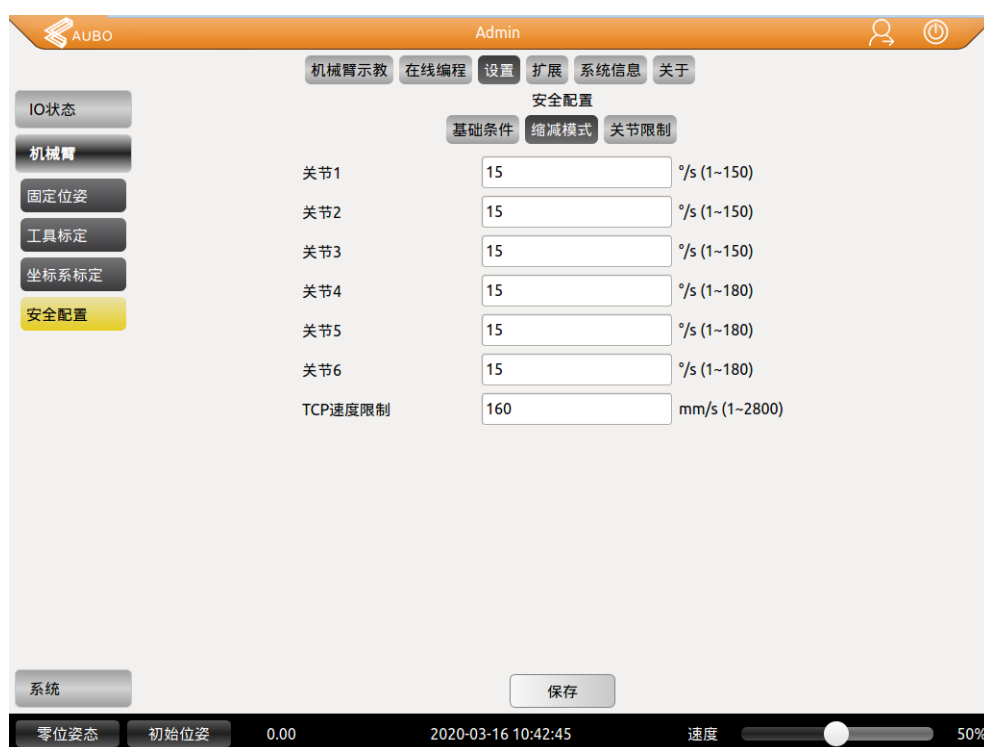 AUBO Admin
机械臂示教 在线编程 设置 扩展 系统信息 关于
IO状态 安全配置
基础条件 缩减模式 关节限制
机械臂
关节1 15 °/s (1~150)
固定位姿
关节2 15 °/s (1~150)
工具标定
关节3 15 °/s (1~150)
坐标系标定
关节4 15 °/s (1~180)
安全配置
关节5 15 °/s (1~180)
关节6 15 °/s (1~180)
TCP速度限制 160 mm/s (1~2800)
系统 保存
零位姿态 初始位姿 0.00 2020-03-16 10:42:45 速度 50%